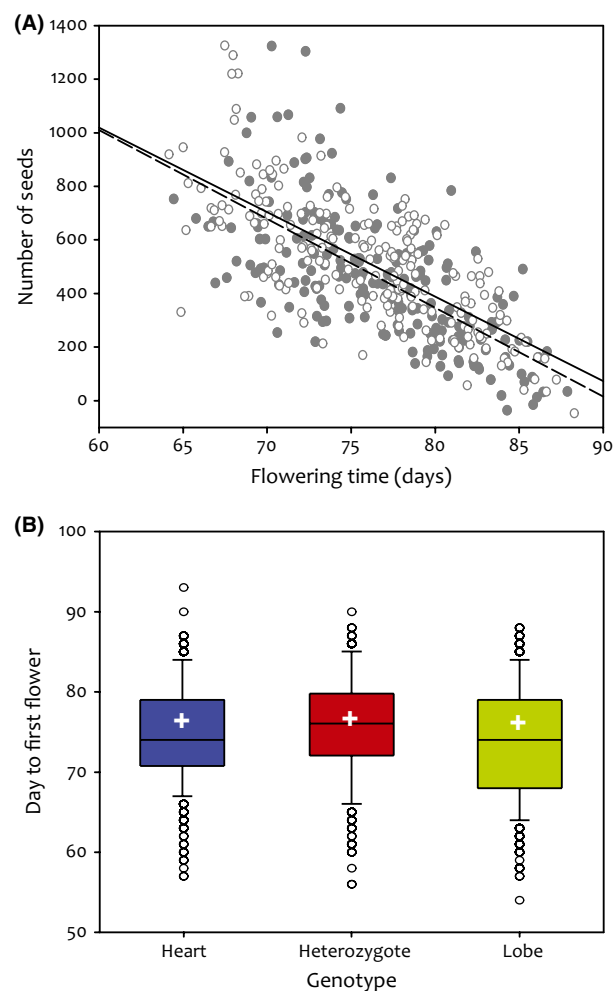 (A)
1400
1200
1000
800
600
400
200
0
Number of seeds
60 65 70 75 80 85 90
Flowering time (days)
(B)
100
90
80
70
60
50
Day to first flower
Heart Heterozygote Lobe
Genotype